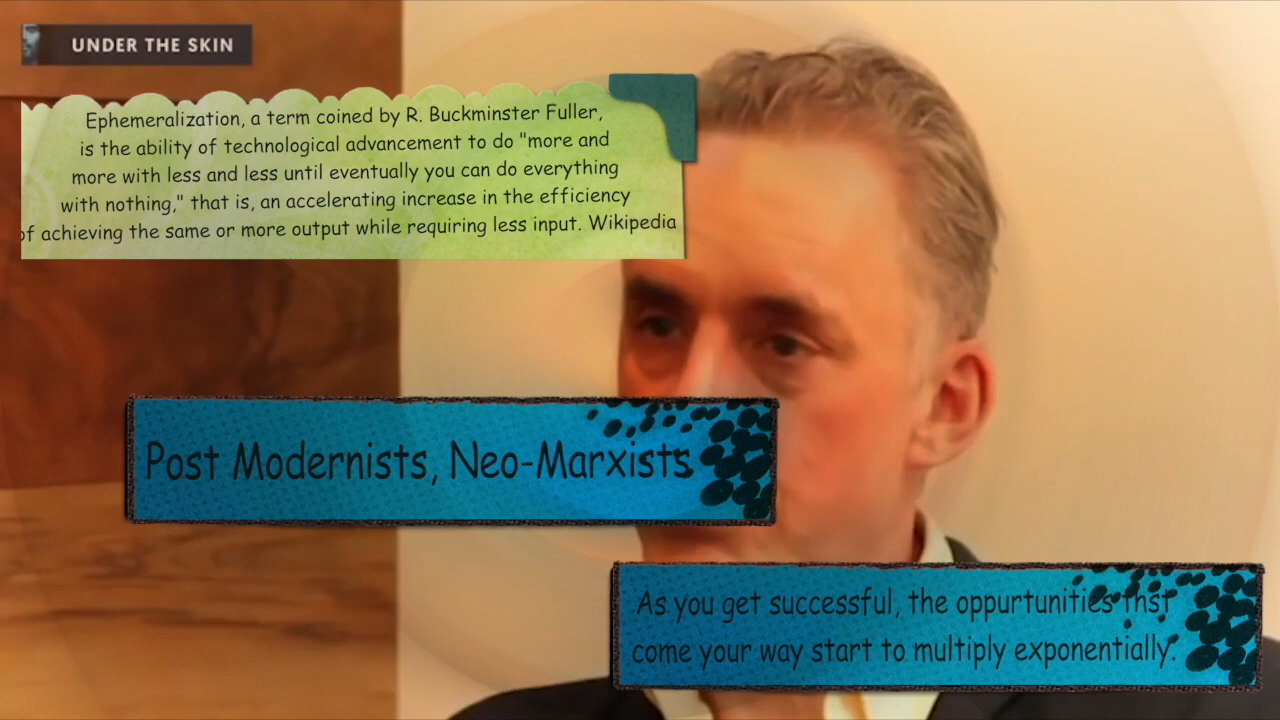 UNDER THE SKIN
Ephemeralization, a term coined by R. Buckminster Fuller,
is the ability of technological advancement to do "more and
more with less and less until eventually you can do everything
with nothing," that is, an accelerating increase in the efficiency
of achieving the same or more output while requiring less input. Wikipedia
Post Modernists, Neo-Marxists
As you get successful, the oppurtunities thst
come your way start to multiply exponentially.